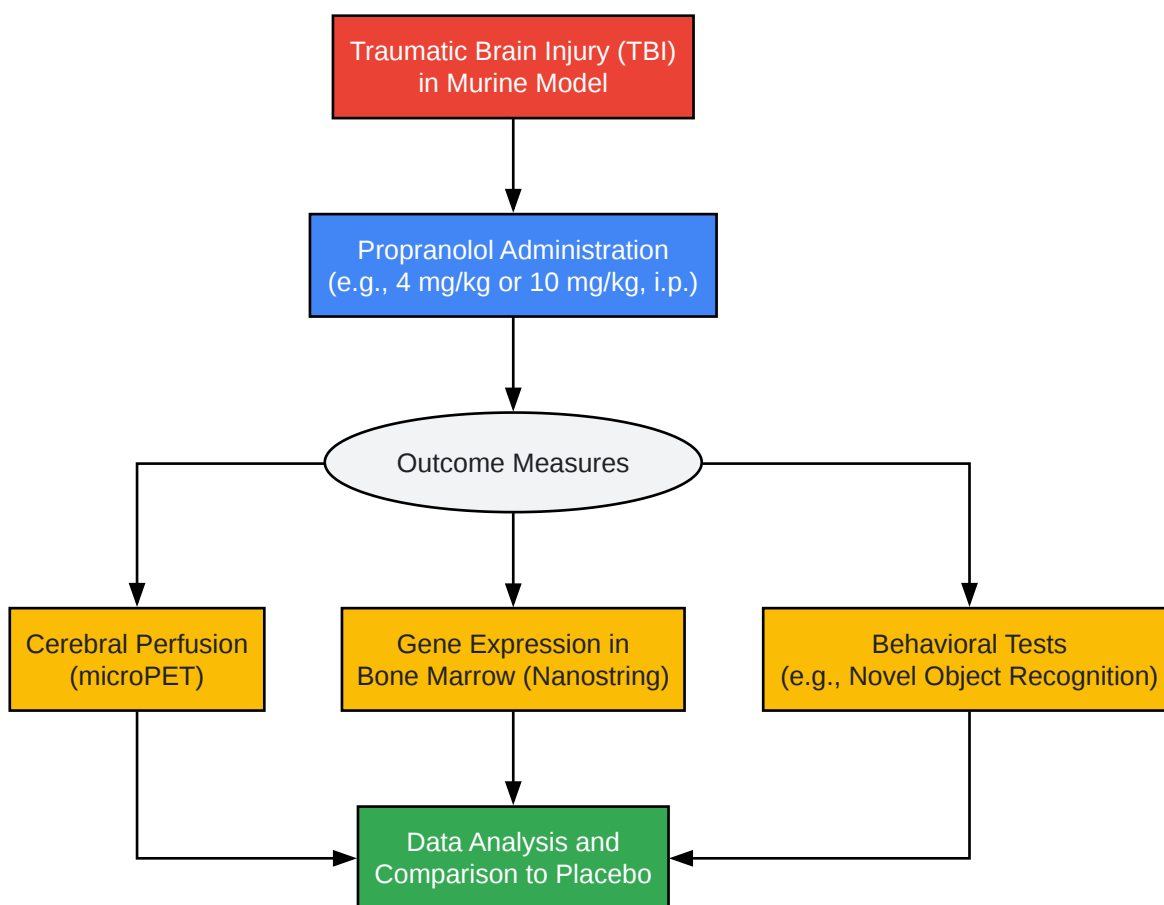 Traumatic Brain Injury (TBI)
in Murine Model
Propranolol Administration
(e.g., 4 mg/kg or 10 mg/kg, i.p.)
Outcome Measures
Cerebral Perfusion
(microPET)
Gene Expression in
Bone Marrow (Nanostring)
Behavioral Tests
(e.g., Novel Object Recognition)
Data Analysis and
Comparison to Placebo